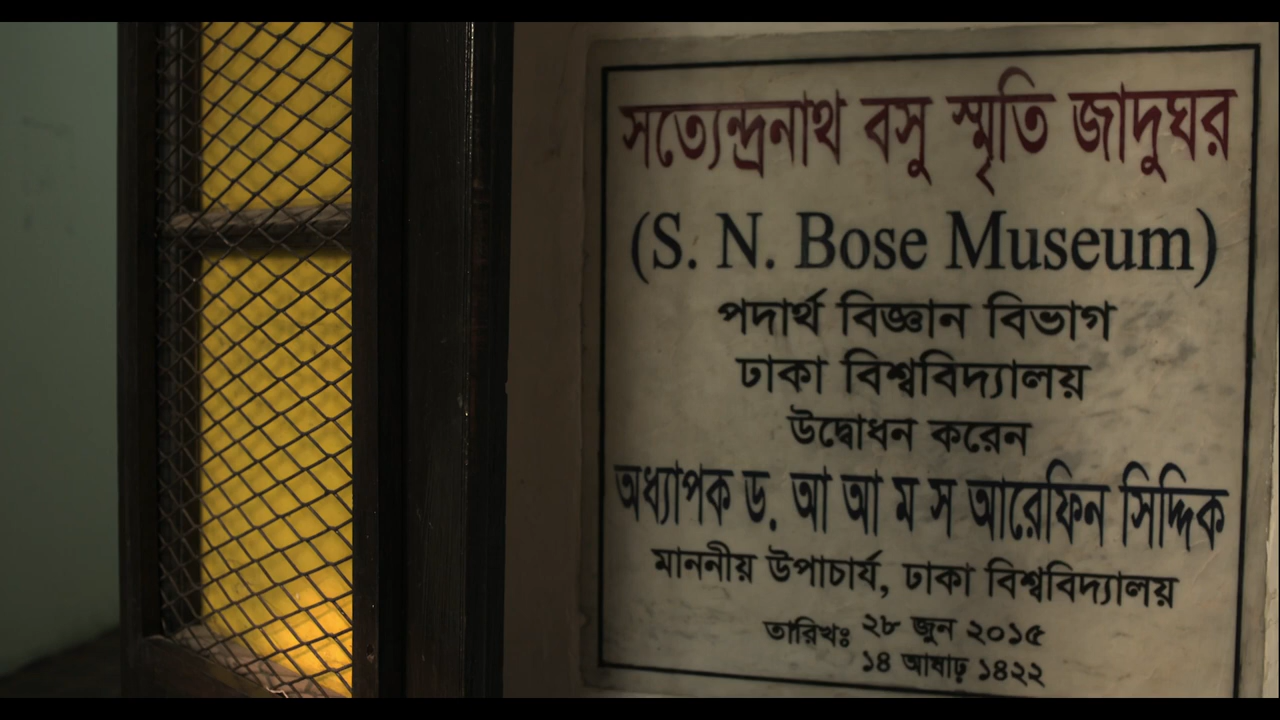 সত্যেন্দ্রনাথ বসু স্মৃতি জাদুঘর
(S. N. Bose Museum)
পদার্থ বিজ্ঞান বিভাগ
ঢাকা বিশ্ববিদ্যালয়
উদ্বোধন করেন
অধ্যাপক ড. আ আ ম স আরেফিন সিদ্দিক
মাননীয় উপাচার্য, ঢাকা বিশ্ববিদ্যালয়
তারিখঃ ২৮ জুন ২০১৫
১৪ আষাঢ় ১৪২২